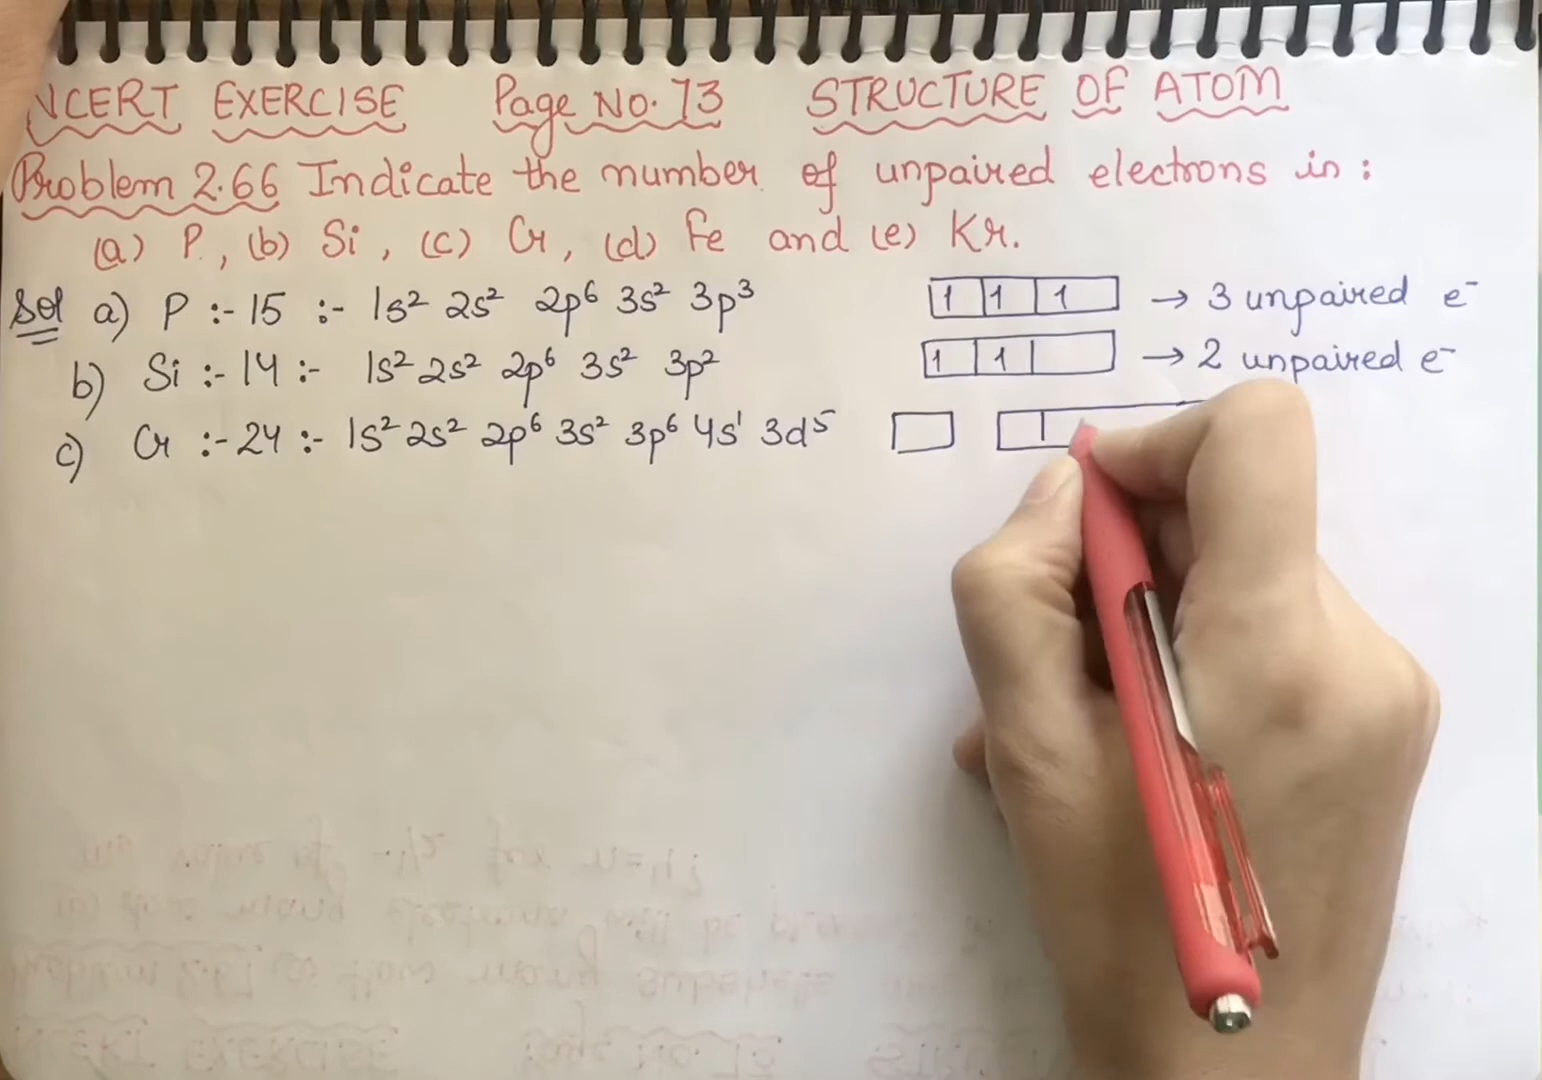 NCERT EXERCISE Page No. 73 STRUCTURE OF ATOM
Problem 2.66 Indicate the number of unpaired electrons in :
(a) P, (b) Si, (c) Cr, (d) Fe and (e) Kr.
Sol a) P :- 15 :- 1s² 2s² 2p⁶ 3s² 3p³ 1 1 1 → 3 unpaired e⁻
b) Si :- 14 :- 1s² 2s² 2p⁶ 3s² 3p² 1 1 → 2 unpaired e⁻
c) Cr :- 24 :- 1s² 2s² 2p⁶ 3s² 3p⁶ 4s¹ 3d⁵